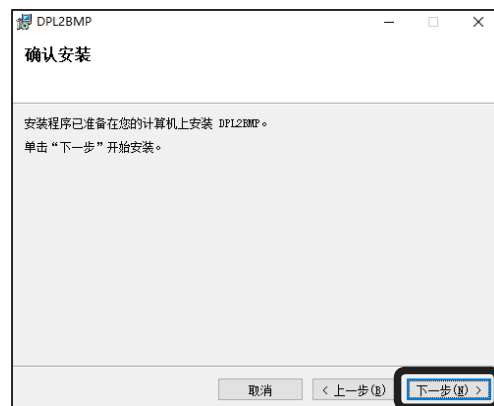 DPL2BMP
确认安装
安装程序已准备在您的计算机上安装 DPL2BMP。
单击“下一步”开始安装。
取消 < 上一步(B) 下一步(N) >